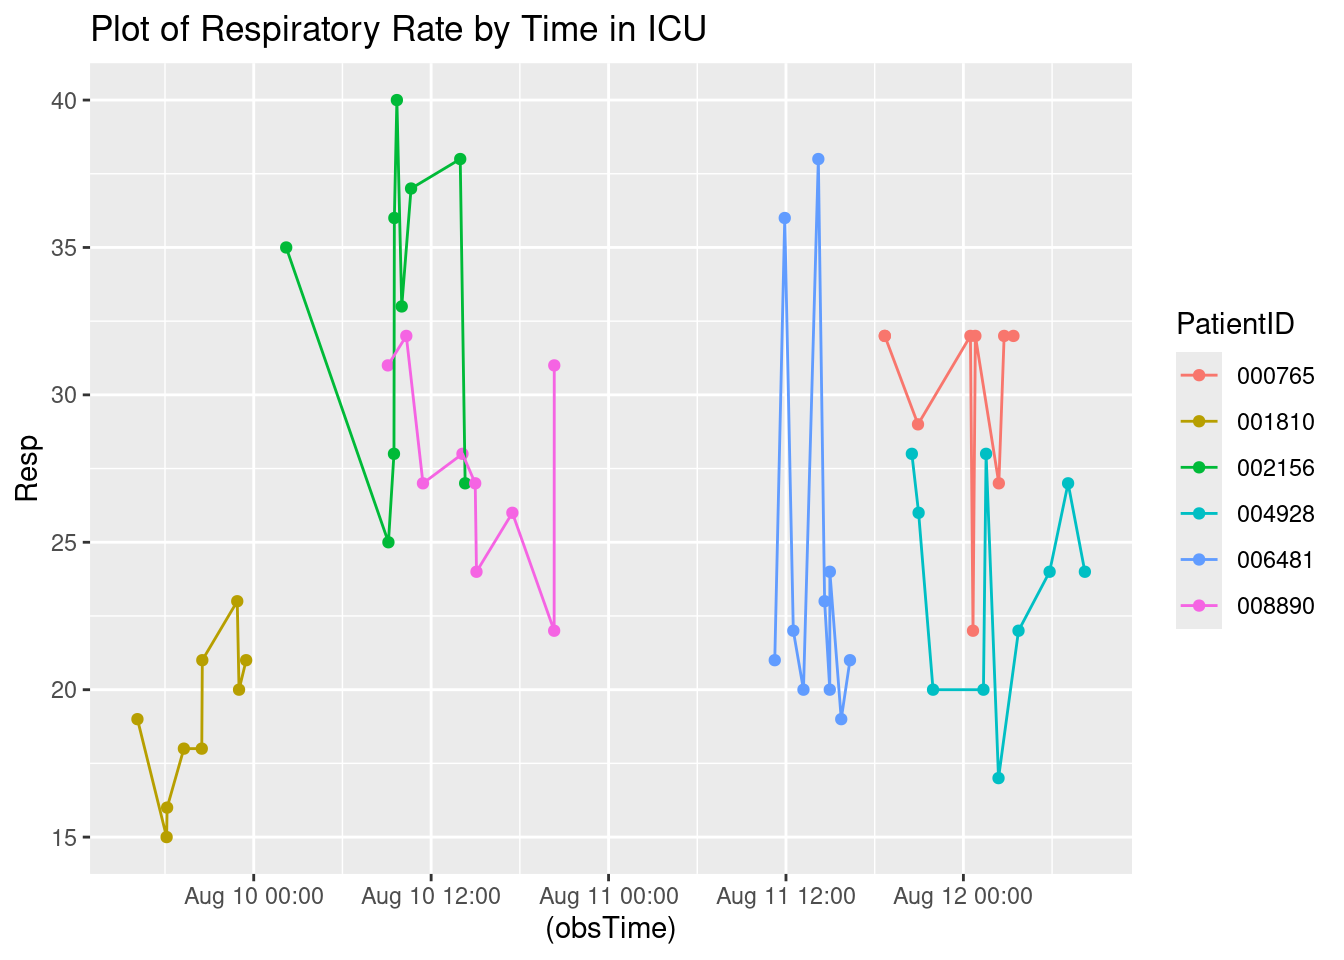 Plot of Respiratory Rate by Time in ICU
40
35
30
25
20
15
Resp
Aug 10 00:00
Aug 10 12:00
Aug 11 00:00
Aug 11 12:00
Aug 12 00:00
(obsTime)
PatientID
000765
001810
002156
004928
006481
008890